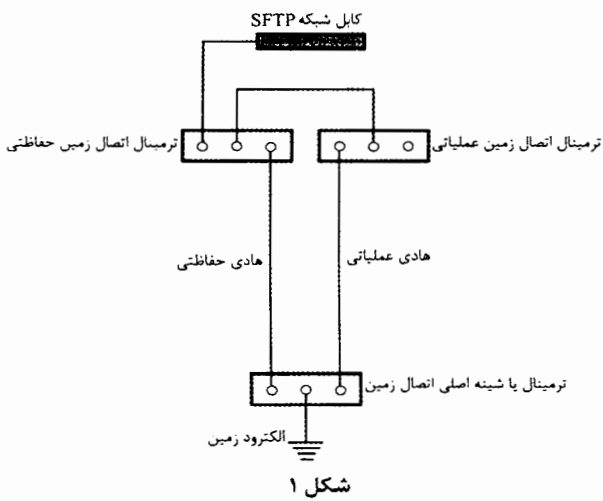 کابل شبکه SFTP
ترمینال اتصال زمین عملیاتی
ترمینال اتصال زمین حفاظتی
هادی عملیاتی
هادی حفاظتی
ترمینال یا شینه اصلی اتصال زمین
الکترود زمین
شکل ۱